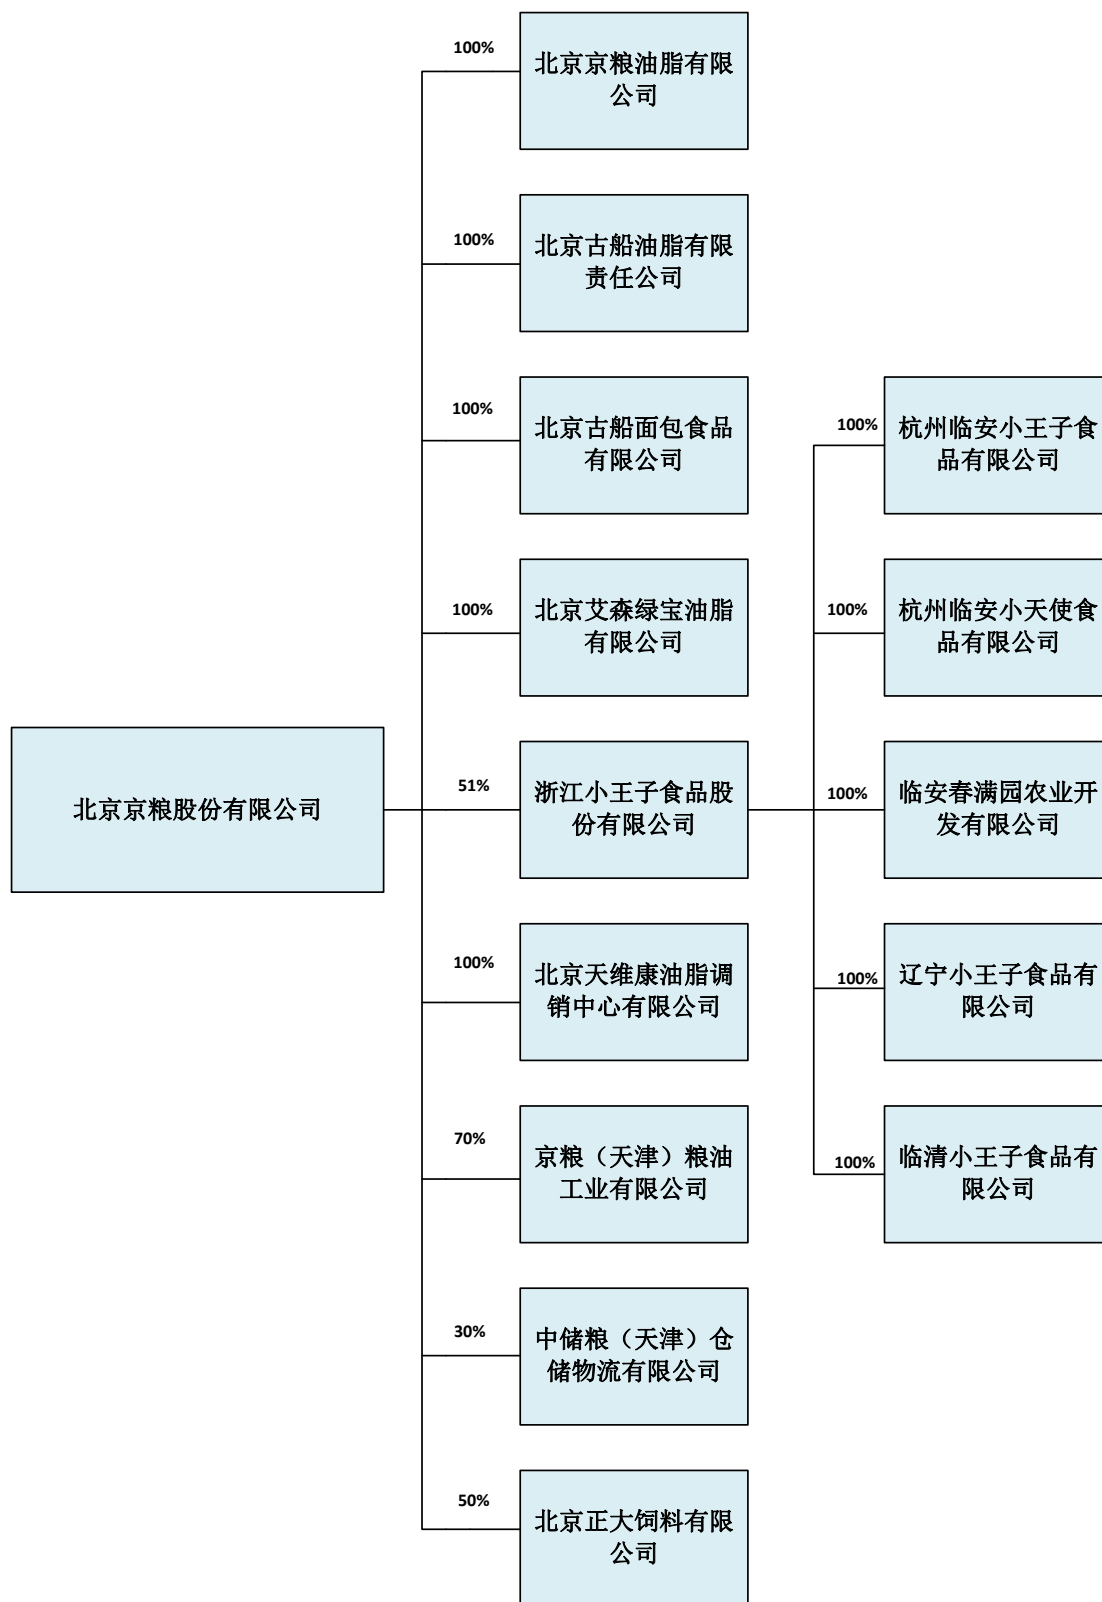 100%
北京京粮油脂有限
公司
100%
北京古船油脂有限
责任公司
100%
北京古船面包食品
有限公司
100%
杭州临安小王子食
品有限公司
100%
北京艾森绿宝油脂
有限公司
100%
杭州临安小天使食
品有限公司
北京京粮股份有限公司
51%
浙江小王子食品股
份有限公司
100%
临安春满园农业开
发有限公司
100%
北京天维康油脂调
销中心有限公司
100%
辽宁小王子食品有
限公司
70%
京粮（天津）粮油
工业有限公司
100%
临清小王子食品有
限公司
30%
中储粮（天津）仓
储物流有限公司
50%
北京正大饲料有限
公司